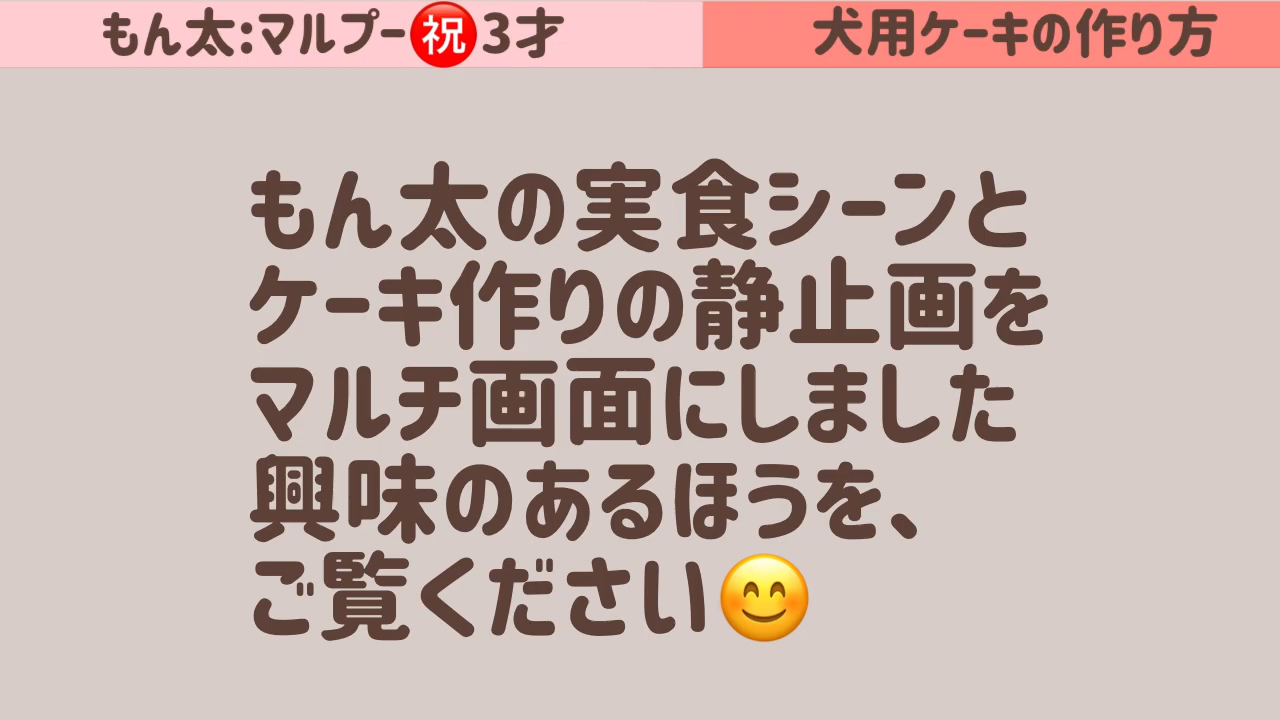 もん太:マルプー㊗️3才
犬用ケーキの作り方
もん太の実食シーンと
ケーキ作りの静止画を
マルチ画面にしました
興味のあるほうを、
ご覧ください😊